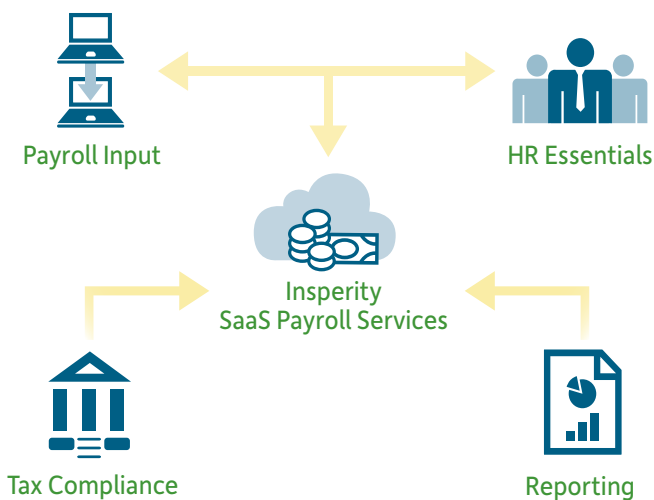 Payroll Input
HR Essentials
Insperity
SaaS Payroll Services
Tax Compliance
Reporting